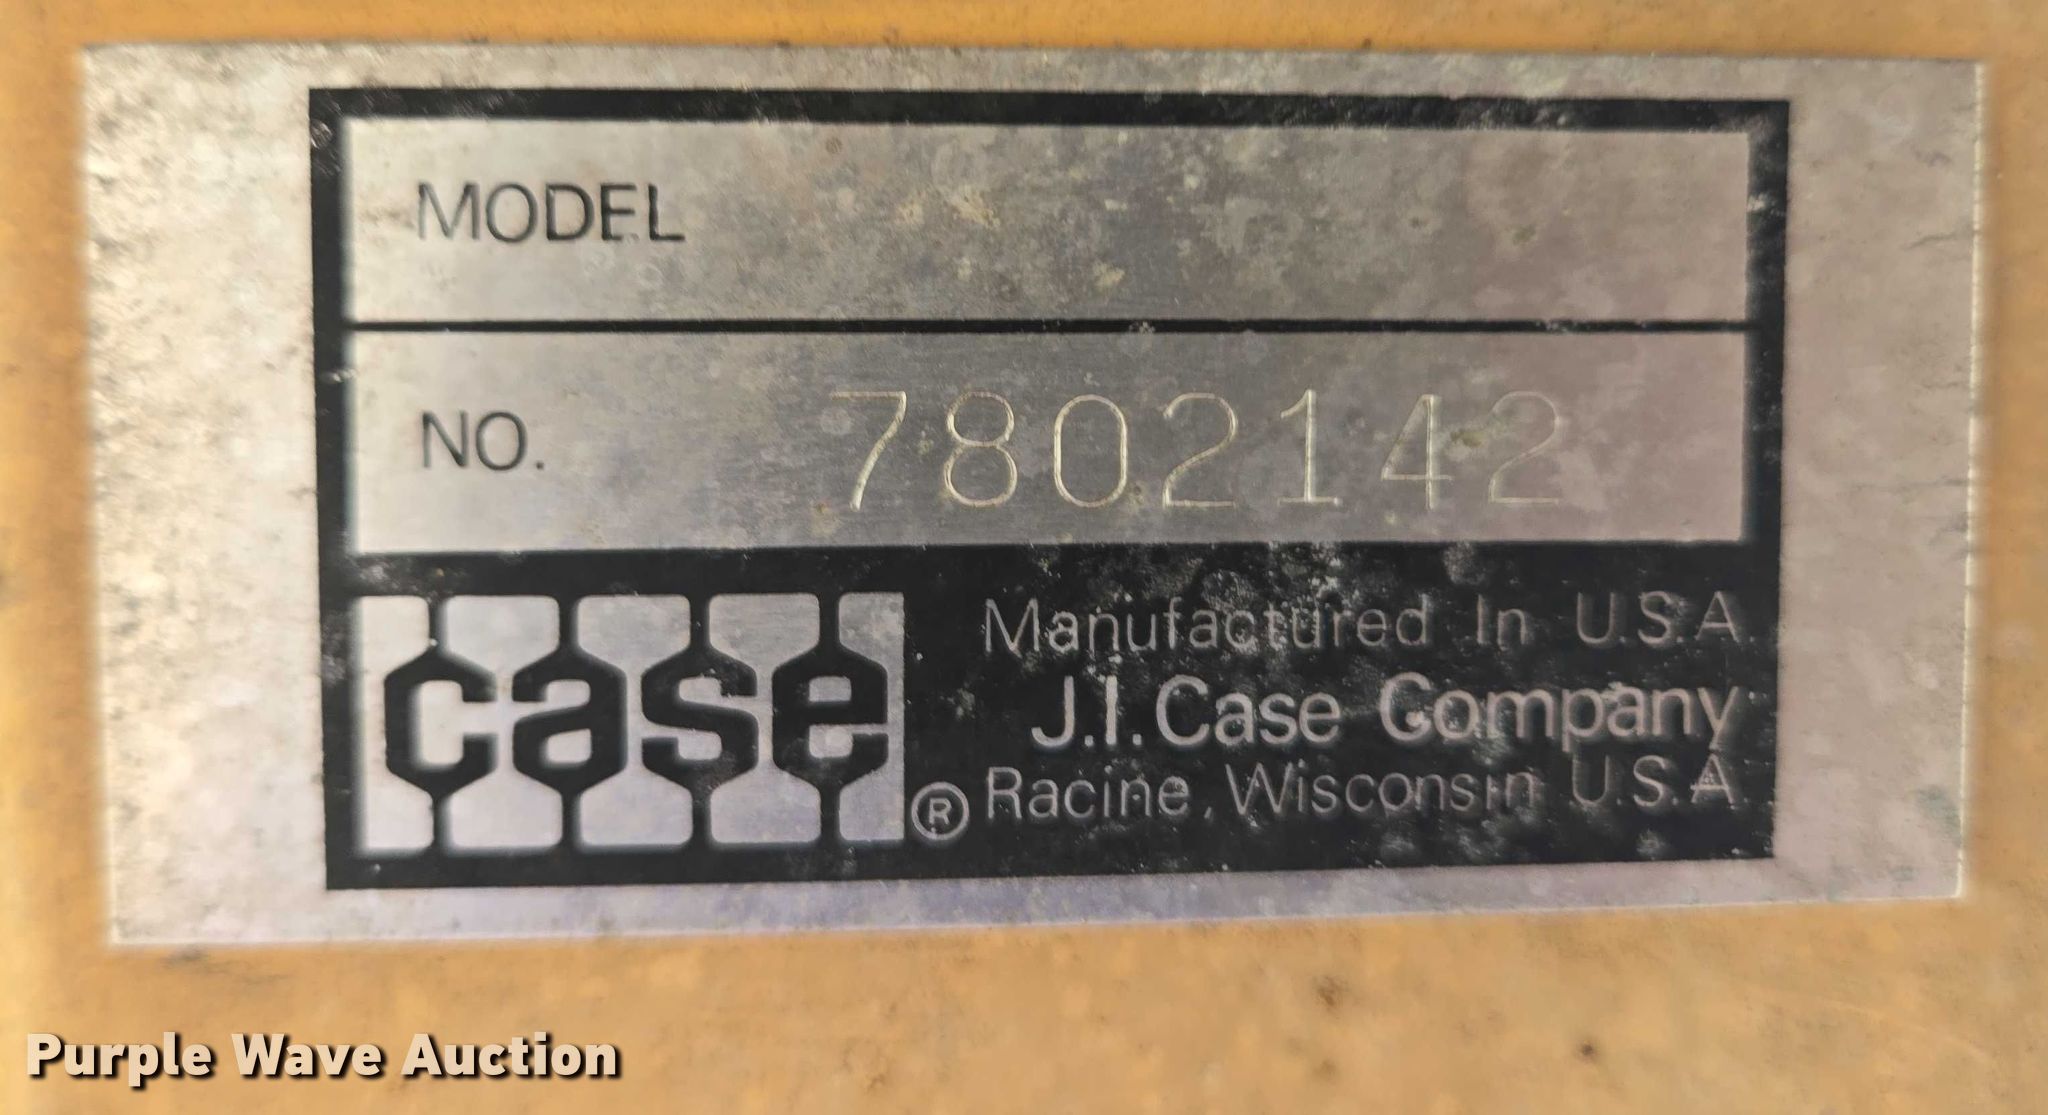 MODEL
NO. 7802142
case ®
Manufactured In U.S.A.
J.I. Case Company
Racine, Wisconsin U.S.A.
Purple Wave Auction